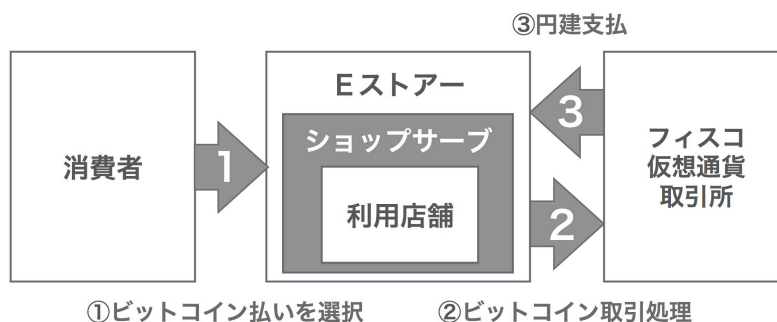 ③円建支払
Eストアー
ショップサーブ
利用店舗
消費者
1
3
2
フィスコ
仮想通貨
取引所
①ビットコイン払いを選択
②ビットコイン取引処理